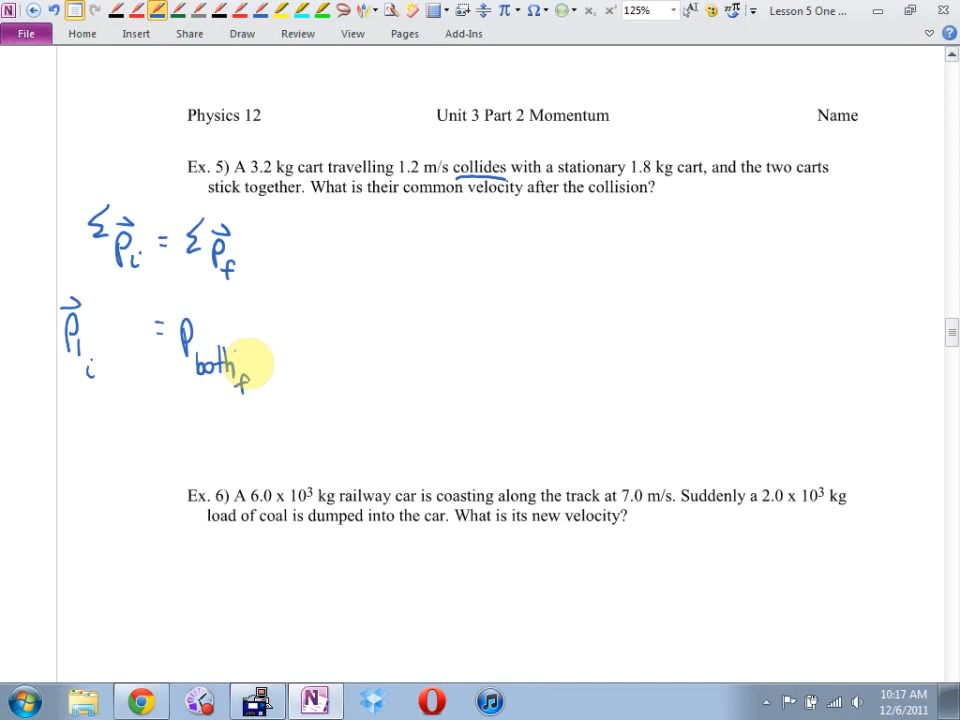 125% Lesson 5 One ...
File Home Insert Share Draw Review View Pages Add-Ins
Physics 12 Unit 3 Part 2 Momentum Name
Ex. 5) A 3.2 kg cart travelling 1.2 m/s collides with a stationary 1.8 kg cart, and the two carts
stick together. What is their common velocity after the collision?
Σ p⃗i = Σ p⃗f
p⃗1i = p both f
Ex. 6) A 6.0 x 10³ kg railway car is coasting along the track at 7.0 m/s. Suddenly a 2.0 x 10³ kg
load of coal is dumped into the car. What is its new velocity?
10:17 AM
12/6/2011